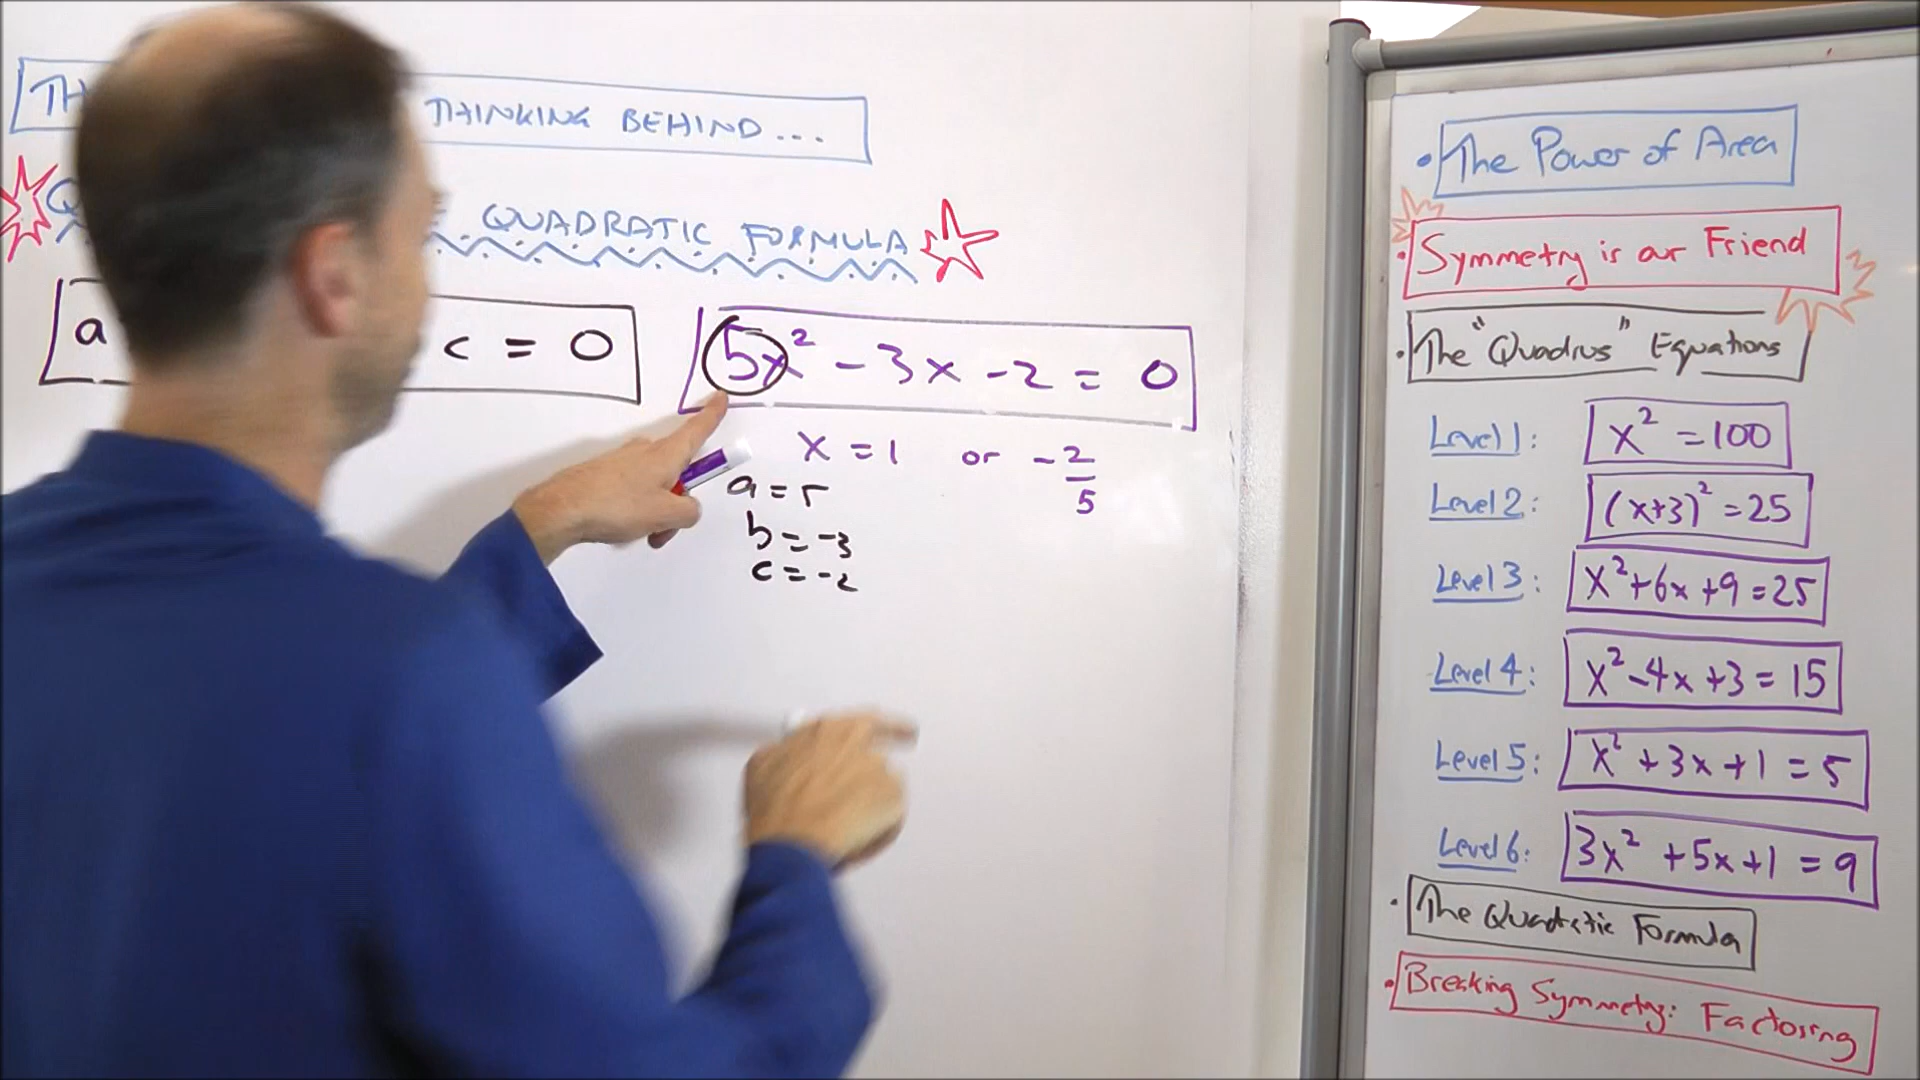 THINKING BEHIND...
QUADRATIC FORMULA
a c = 0
5x² - 3x - 2 = 0
x = 1 or -2/5
a = 5
b = -3
c = -2
• The Power of Area
• Symmetry is our Friend
• The "Quadrus" Equations
Level 1: x² = 100
Level 2: (x+3)² = 25
Level 3: x² + 6x + 9 = 25
Level 4: x² - 4x + 3 = 15
Level 5: x² + 3x + 1 = 5
Level 6: 3x² + 5x + 1 = 9
• The Quadratic Formula
• Breaking Symmetry: Factoring